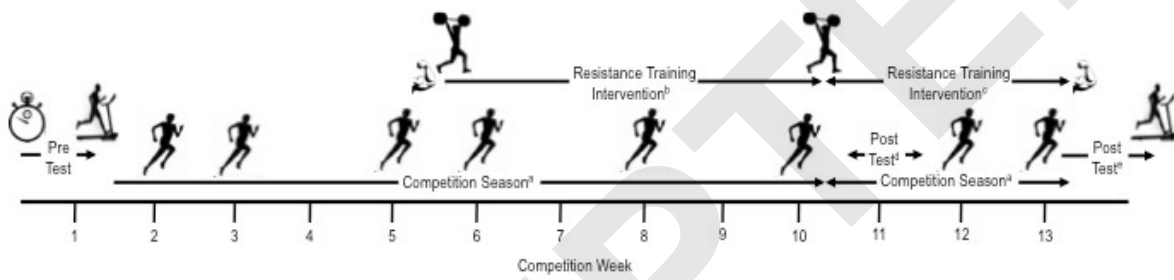 Resistance Training
Intervention^b
Resistance Training
Intervention^c
Pre
Test
Post
Test^d
Post
Test^e
Competition Season^a
Competition Season^a
1 2 3 4 5 6 7 8 9 10 11 12 13
Competition Week